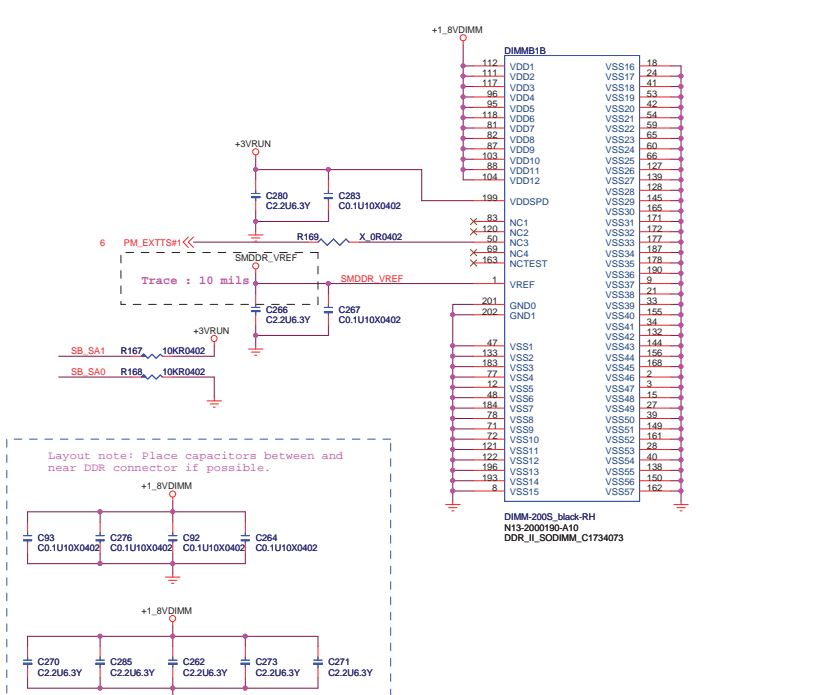 +1_8VDIMM
DIMMB1B
112 VDD1 VSS16 18
111 VDD2 VSS17 24
117 VDD3 VSS18 41
96 VDD4 VSS19 53
95 VDD5 VSS20 42
118 VDD6 VSS21 54
81 VDD7 VSS22 59
82 VDD8 VSS23 65
87 VDD9 VSS24 60
103 VDD10 VSS25 66
88 VDD11 VSS26 127
104 VDD12 VSS27 139
VSS28 128
199 VDDSPD VSS29 145
VSS30 165
83 NC1 VSS31 171
120 NC2 VSS32 172
50 NC3 VSS33 177
69 NC4 VSS34 187
163 NCTEST VSS35 178
VSS36 190
1 VREF VSS37 9
VSS38 21
201 GND0 VSS39 33
202 GND1 VSS40 155
VSS41 34
VSS42 132
47 VSS1 VSS43 144
133 VSS2 VSS44 156
183 VSS3 VSS45 168
77 VSS4 VSS46 2
12 VSS5 VSS47 3
48 VSS6 VSS48 15
184 VSS7 VSS49 27
78 VSS8 VSS50 39
71 VSS9 VSS51 149
72 VSS10 VSS52 161
121 VSS11 VSS53 28
122 VSS12 VSS54 40
196 VSS13 VSS55 138
193 VSS14 VSS56 150
8 VSS15 VSS57 162
DIMM-200S_black-RH
N13-2000190-A10
DDR_II_SODIMM_C1734073
+3VRUN
C280
C2.2U6.3Y
C283
C0.1U10X0402
6 PM_EXTTS#1
R169 X_0R0402
SMDDR_VREF
Trace : 10 mils
SMDDR_VREF
C266
C2.2U6.3Y
C267
C0.1U10X0402
+3VRUN
SB_SA1 R167 10KR0402
SB_SA0 R168 10KR0402
Layout note: Place capacitors between and
near DDR connector if possible.
+1_8VDIMM
C93 C276 C92 C264
C0.1U10X0402 C0.1U10X0402 C0.1U10X0402 C0.1U10X0402
+1_8VDIMM
C270 C285 C262 C273 C271
C2.2U6.3Y C2.2U6.3Y C2.2U6.3Y C2.2U6.3Y C2.2U6.3Y